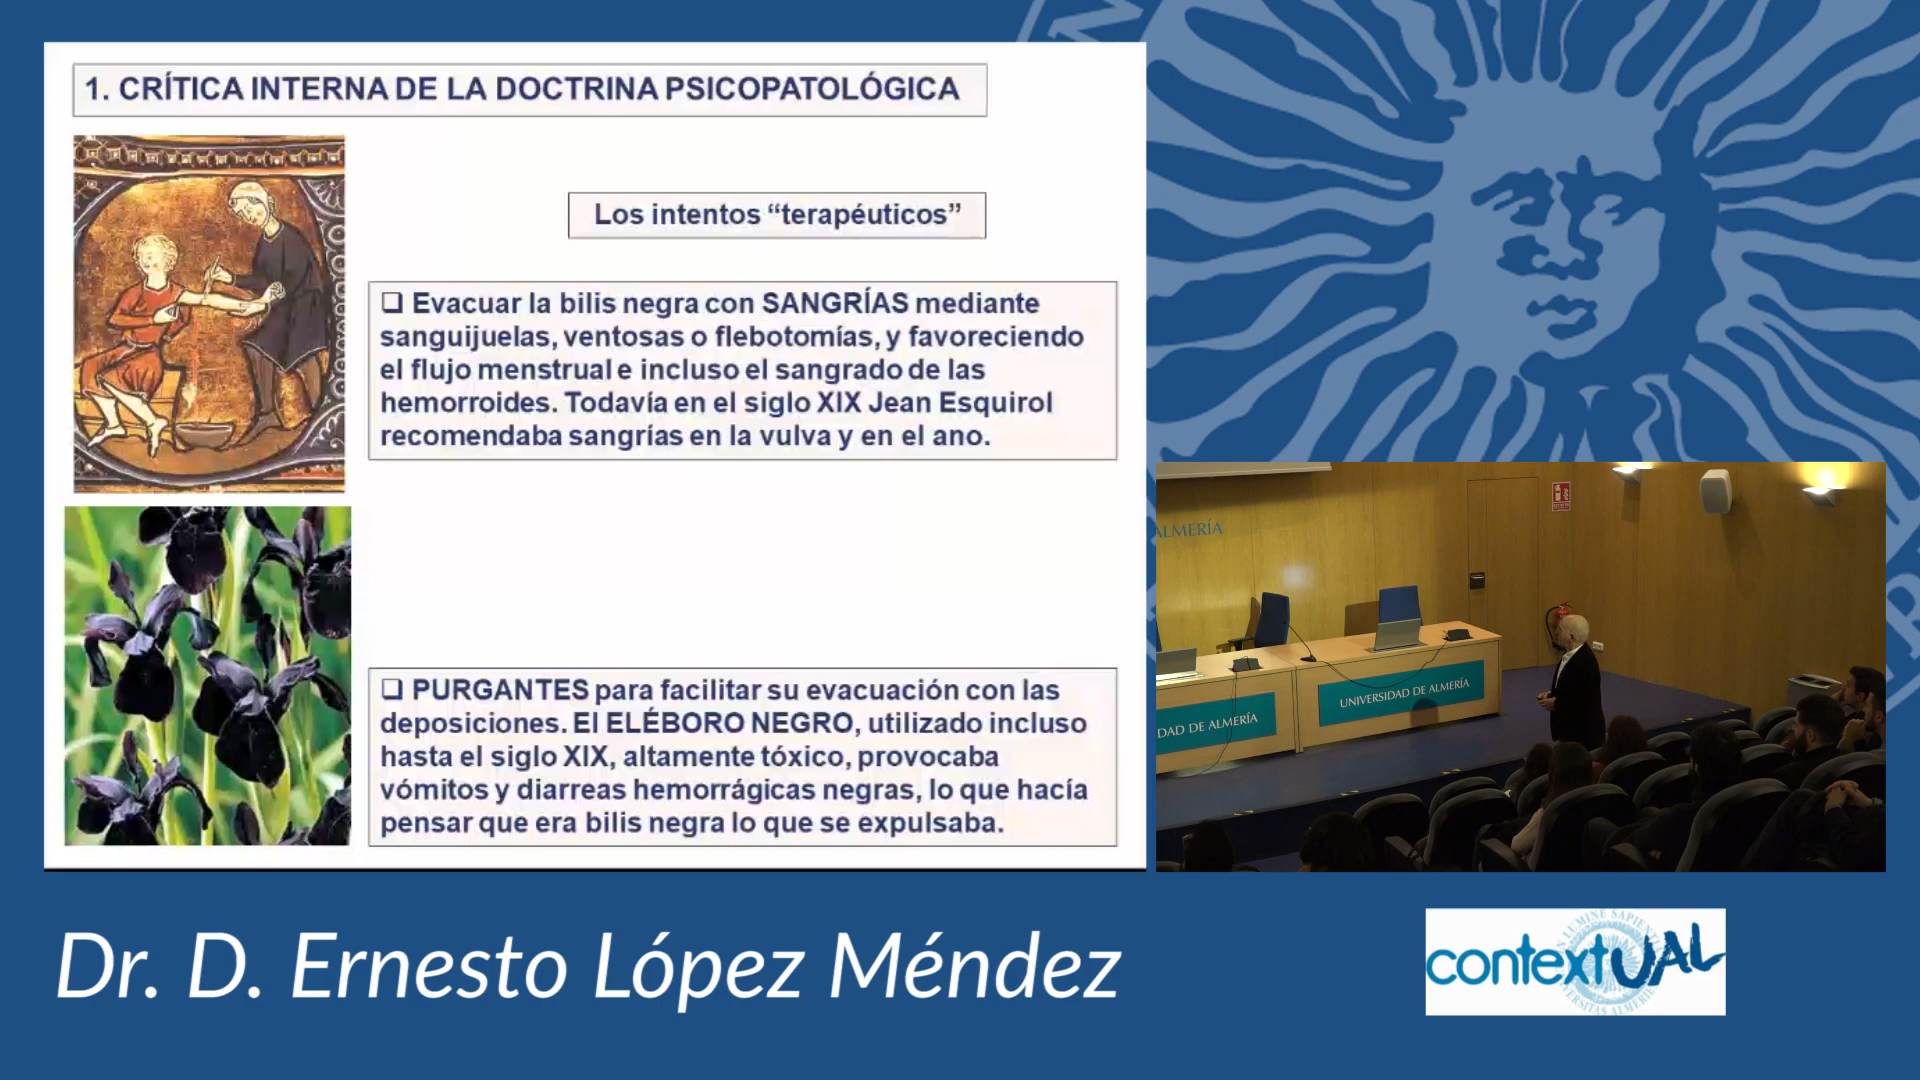 1. CRÍTICA INTERNA DE LA DOCTRINA PSICOPATOLÓGICA
Los intentos “terapéuticos”
❑ Evacuar la bilis negra con SANGRÍAS mediante
sanguijuelas, ventosas o flebotomías, y favoreciendo
el flujo menstrual e incluso el sangrado de las
hemorroides. Todavía en el siglo XIX Jean Esquirol
recomendaba sangrías en la vulva y en el ano.
❑ PURGANTES para facilitar su evacuación con las
deposiciones. El ELÉBORO NEGRO, utilizado incluso
hasta el siglo XIX, altamente tóxico, provocaba
vómitos y diarreas hemorrágicas negras, lo que hacía
pensar que era bilis negra lo que se expulsaba.
ALMERÍA
DAD DE ALMERÍA
UNIVERSIDAD DE ALMERÍA
Dr. D. Ernesto López Méndez
contextUAL